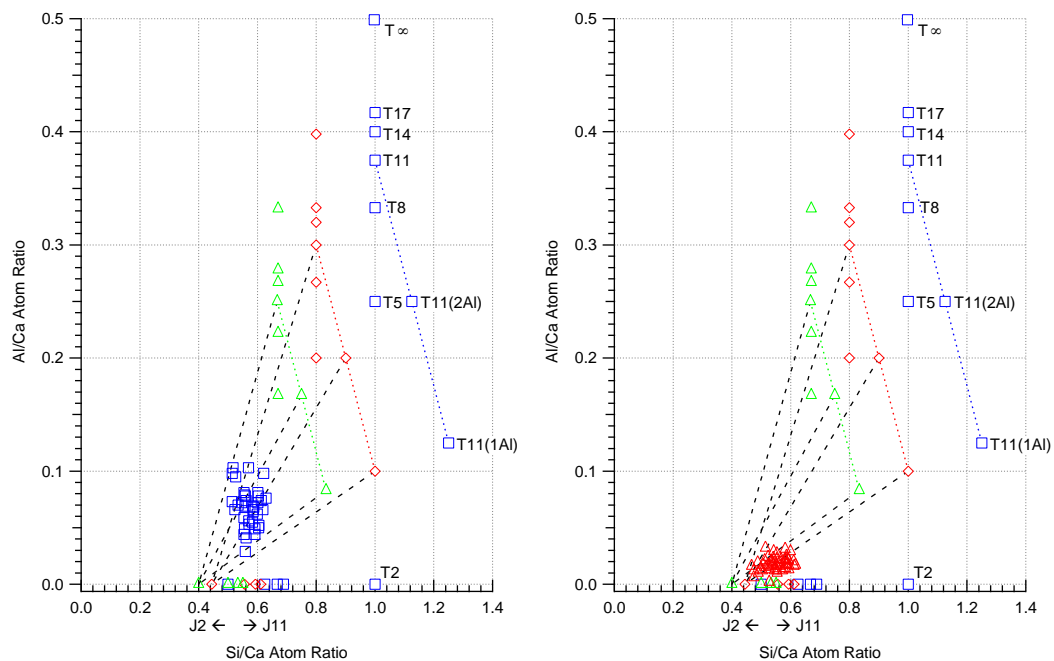 0.5
0.4
0.3
0.2
0.1
0.0
Al/Ca Atom Ratio
T ∞
T17
T14
T11
T8
T5
T11(2Al)
T11(1Al)
T2
0.0 0.2 0.4 0.6 0.8 1.0 1.2 1.4
J2 ← → J11
Si/Ca Atom Ratio
0.5
0.4
0.3
0.2
0.1
0.0
Al/Ca Atom Ratio
T ∞
T17
T14
T11
T8
T5
T11(2Al)
T11(1Al)
T2
0.0 0.2 0.4 0.6 0.8 1.0 1.2 1.4
J2 ← → J11
Si/Ca Atom Ratio